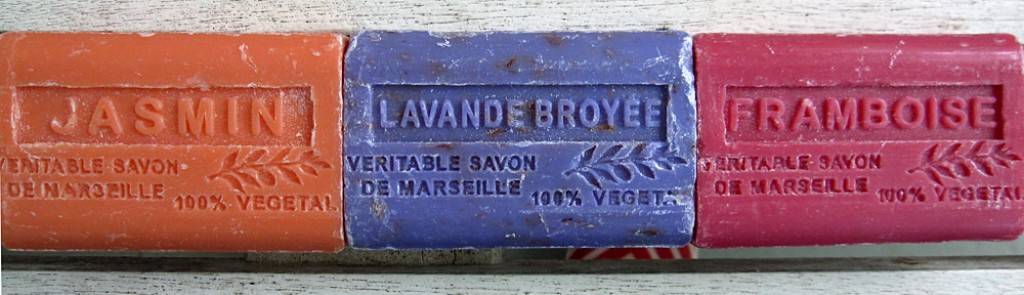 JASMIN
VERITABLE SAVON
DE MARSEILLE
100% VEGETAL
LAVANDE BROYEE
VERITABLE SAVON
DE MARSEILLE
100% VEGETAL
FRAMBOISE
VERITABLE SAVON
DE MARSEILLE
100% VEGETAL